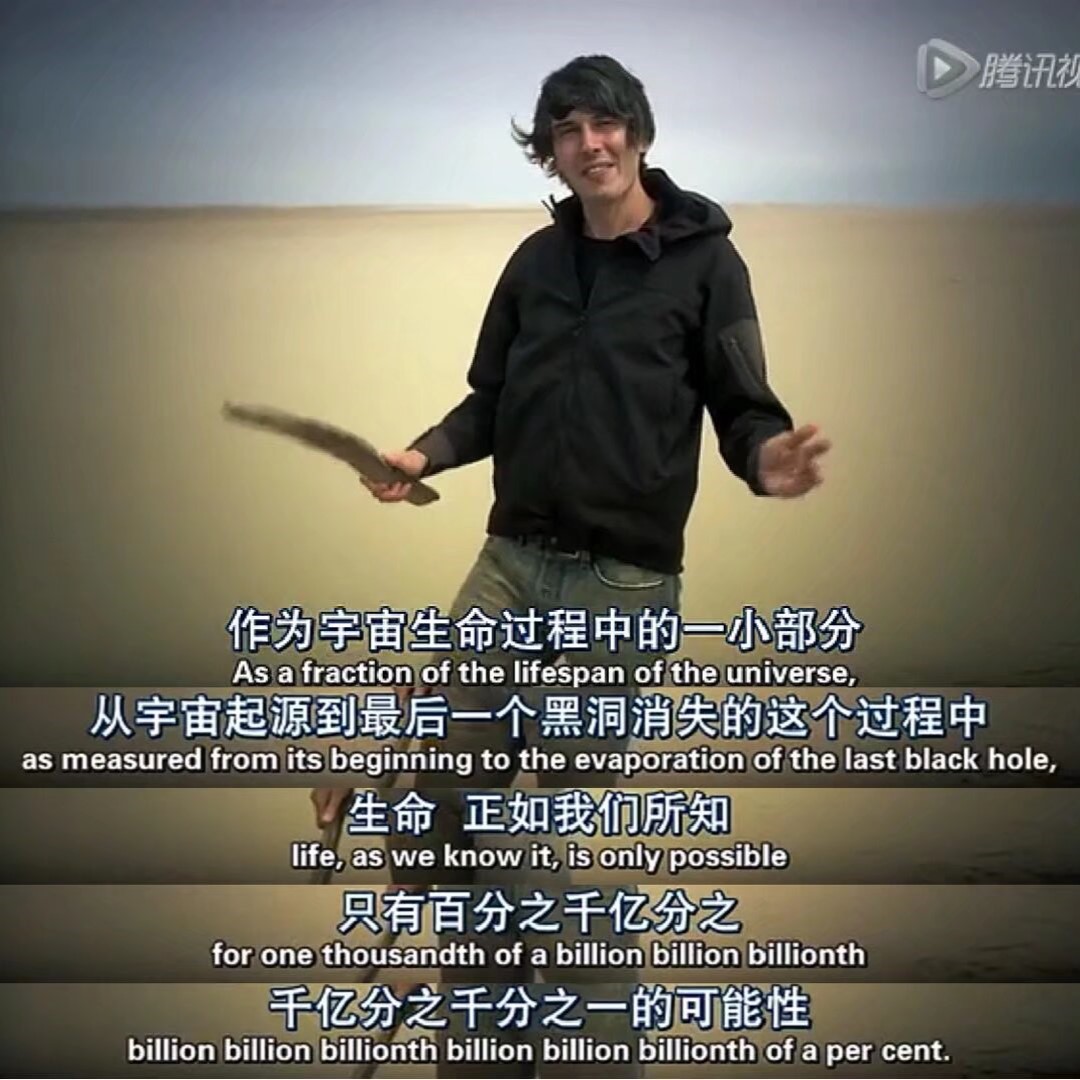 腾讯视
作为宇宙生命过程中的一小部分
As a fraction of the lifespan of the universe,
从宇宙起源到最后一个黑洞消失的这个过程中
as measured from its beginning to the evaporation of the last black hole,
生命 正如我们所知
life, as we know it, is only possible
只有百分之千亿分之
for one thousandth of a billion billion billionth
千亿分之千分之一的可能性
billion billion billionth billion billion billionth of a per cent.